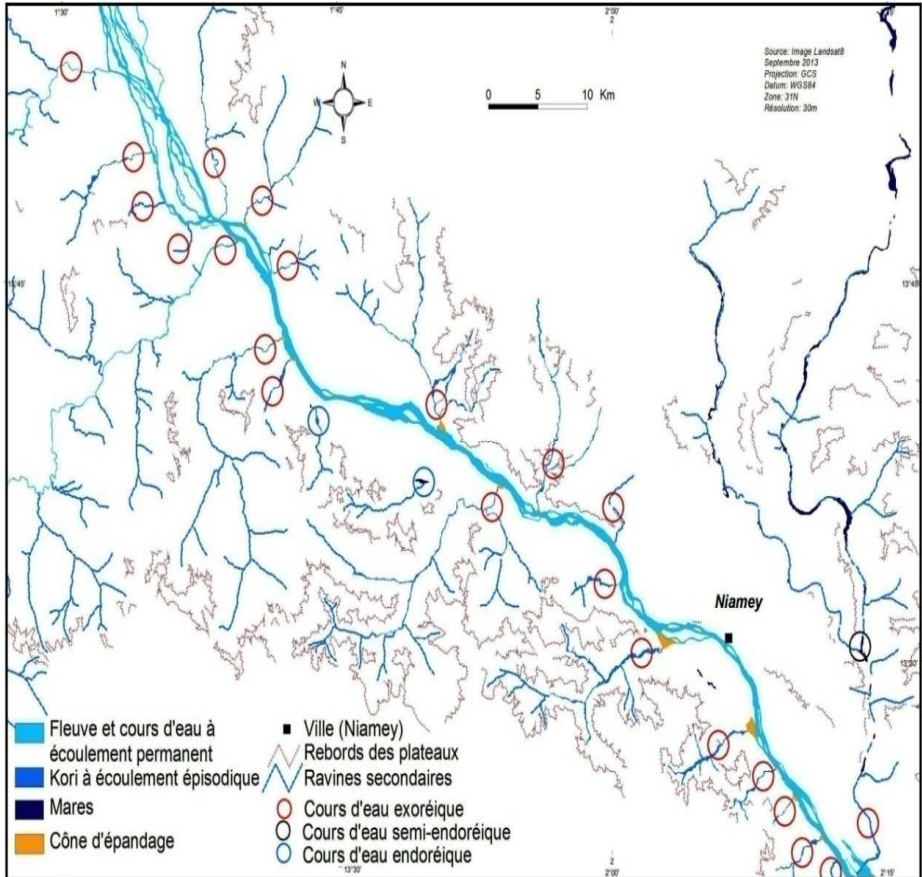 1°30
1°45
2°00
2
Source: Image Landsat8
Septembre 2013
Projection: GCS
Datum: WGS84
Zone: 31N
Résolution: 30m
N
W
E
S
0 5 10 Km
13°45
Niamey
Fleuve et cours d'eau à
écoulement permanent
Kori à écoulement épisodique
Mares
Cône d'épandage
Ville (Niamey)
Rebords des plateaux
Ravines secondaires
Cours d'eau exoréique
Cours d'eau semi-endoréique
Cours d'eau endoréique
13°30
2°00
2°15